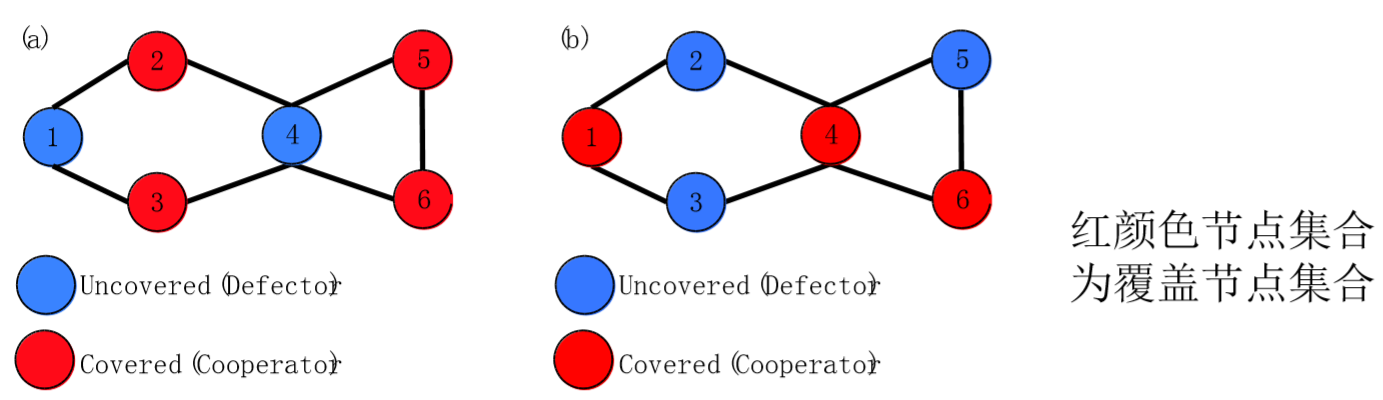 (a)
2
5
1
4
3
6
Uncovered (Defector)
Covered (Cooperator)
(b)
2
5
1
4
3
6
Uncovered (Defector)
Covered (Cooperator)
红颜色节点集合
为覆盖节点集合